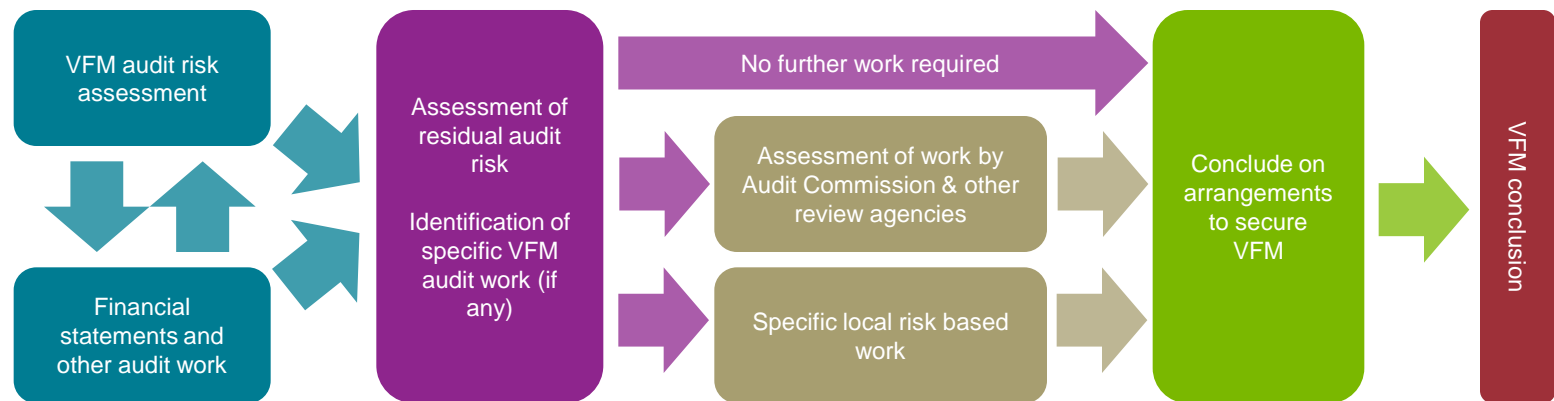 VFM audit risk
assessment
Financial
statements and
other audit work
Assessment of
residual audit
risk
Identification of
specific VFM
audit work (if
any)
No further work required
Assessment of work by
Audit Commission & other
review agencies
Specific local risk based
work
Conclude on
arrangements
to secure
VFM
VFM conclusion